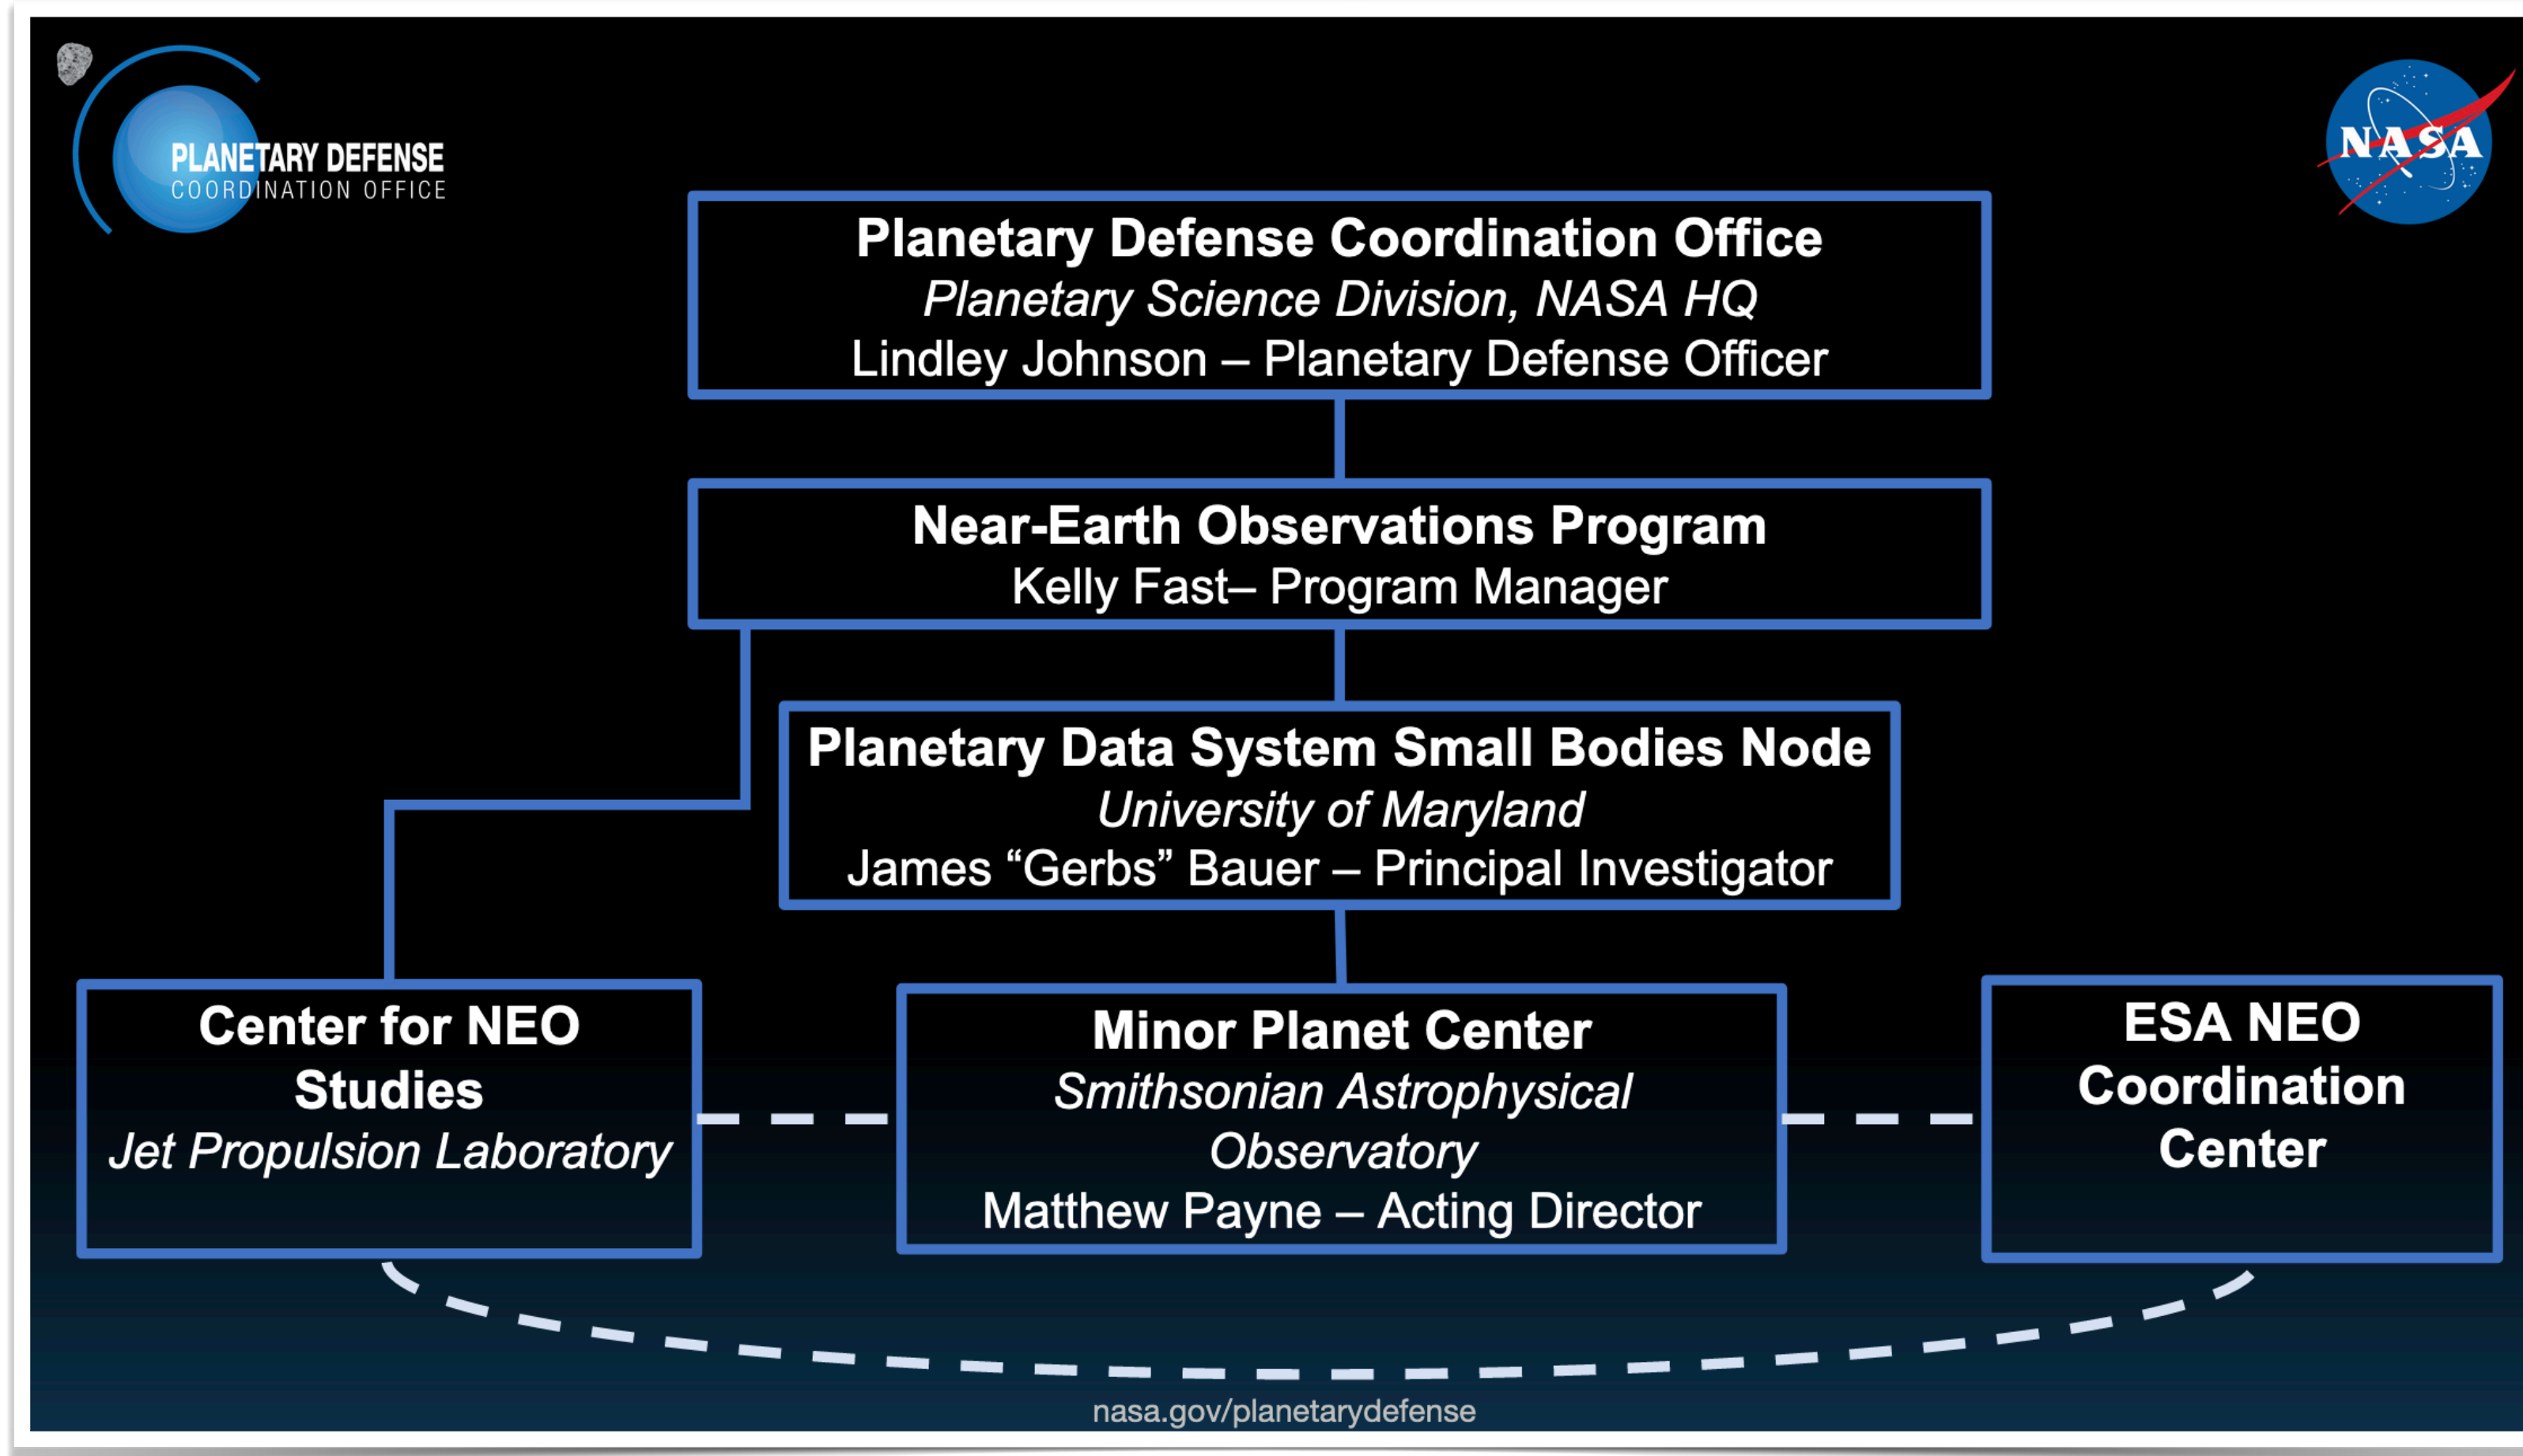 PLANETARY DEFENSE
COORDINATION OFFICE
NASA
Planetary Defense Coordination Office
Planetary Science Division, NASA HQ
Lindley Johnson – Planetary Defense Officer
Near-Earth Observations Program
Kelly Fast– Program Manager
Planetary Data System Small Bodies Node
University of Maryland
James “Gerbs” Bauer – Principal Investigator
Center for NEO
Studies
Jet Propulsion Laboratory
Minor Planet Center
Smithsonian Astrophysical
Observatory
Matthew Payne – Acting Director
ESA NEO
Coordination
Center
nasa.gov/planetarydefense